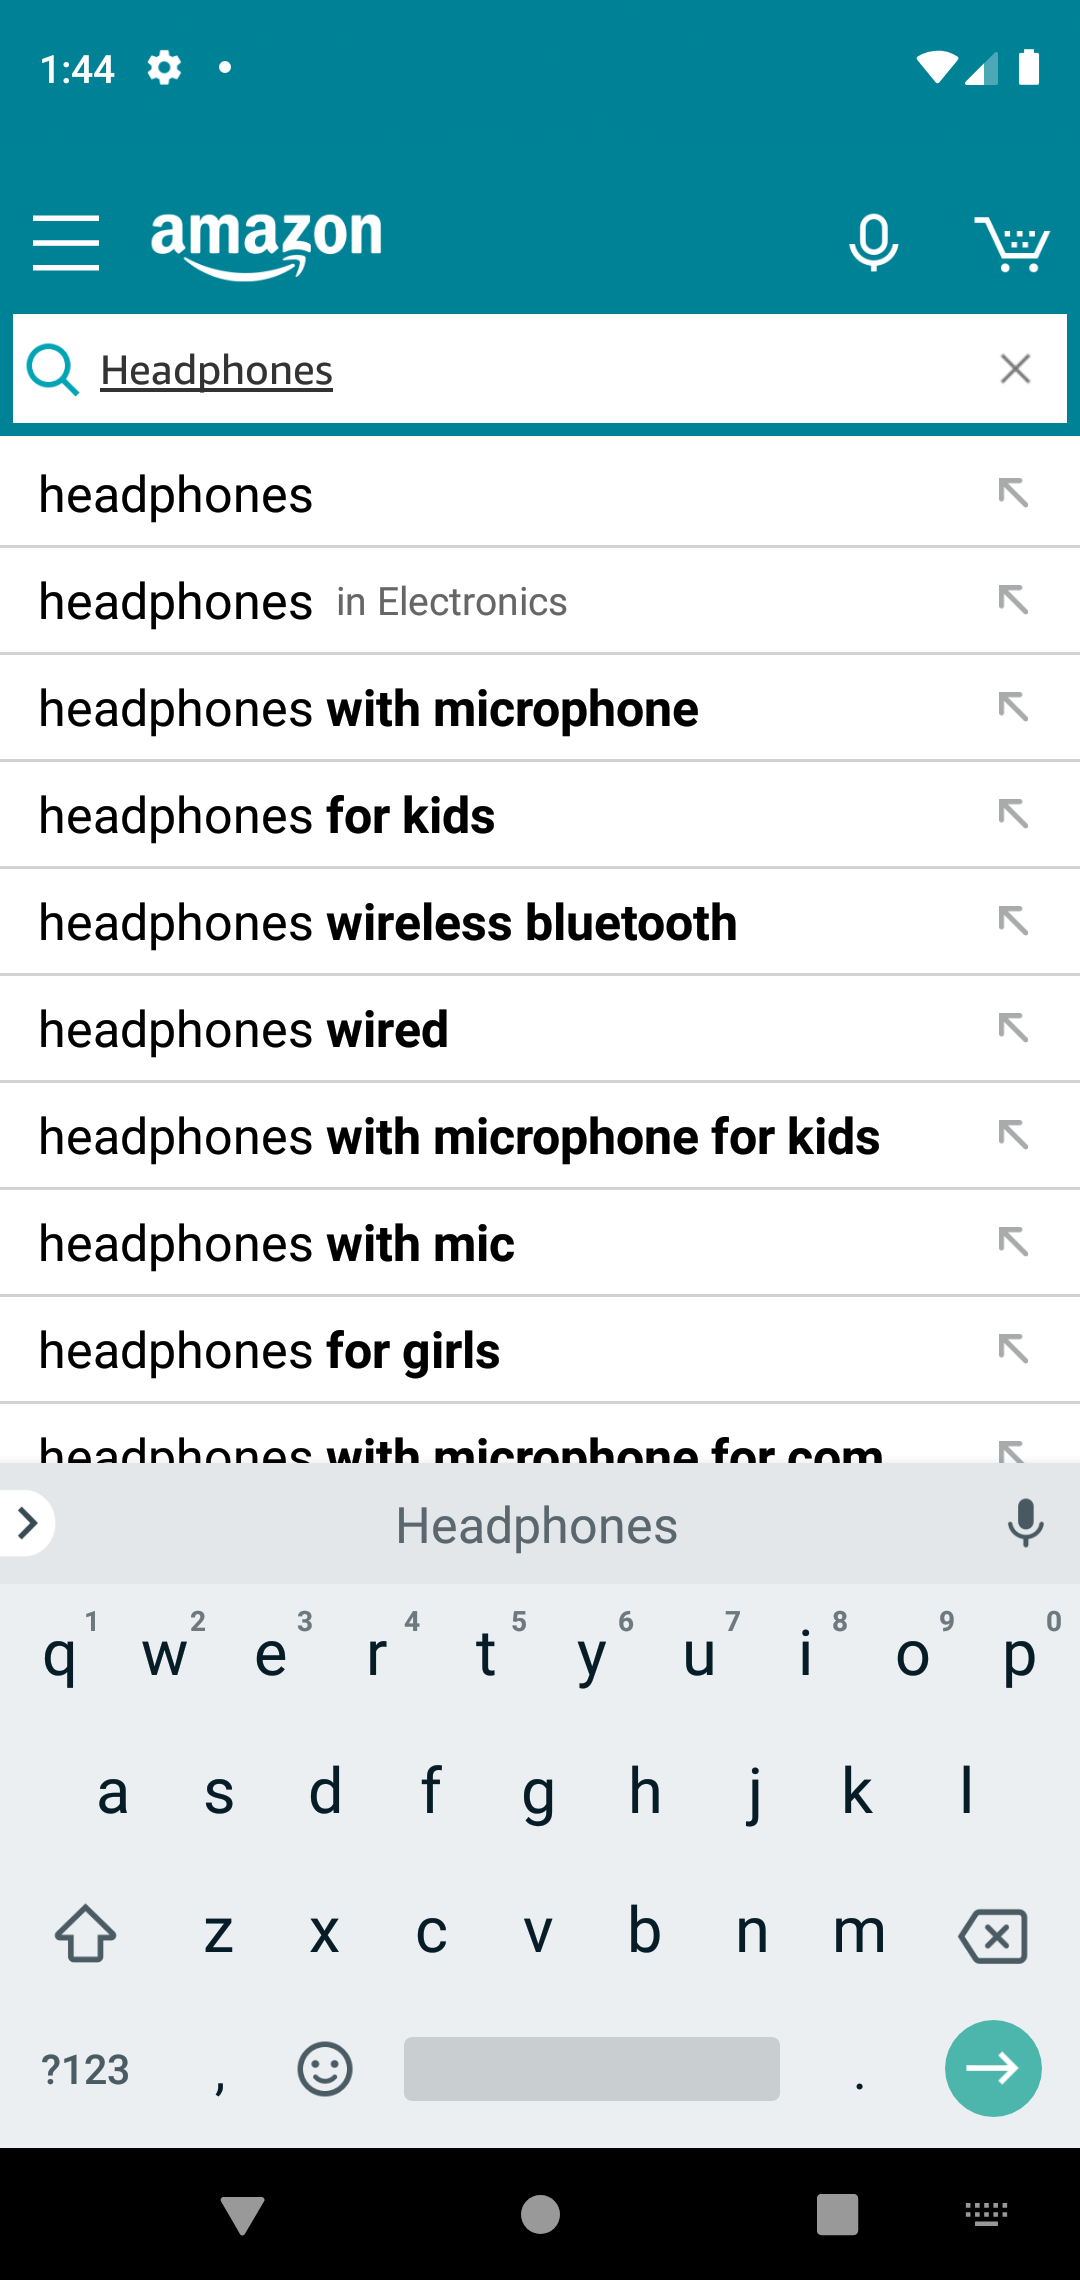 1:44
amazon
Headphones
headphones
headphones in Electronics
headphones with microphone
headphones for kids
headphones wireless bluetooth
headphones wired
headphones with microphone for kids
headphones with mic
headphones for girls
headphones with microphone for com
Headphones
1 2 3 4 5 6 7 8 9 0
q w e r t y u i o p
a s d f g h j k l
z x c v b n m
?123 , .